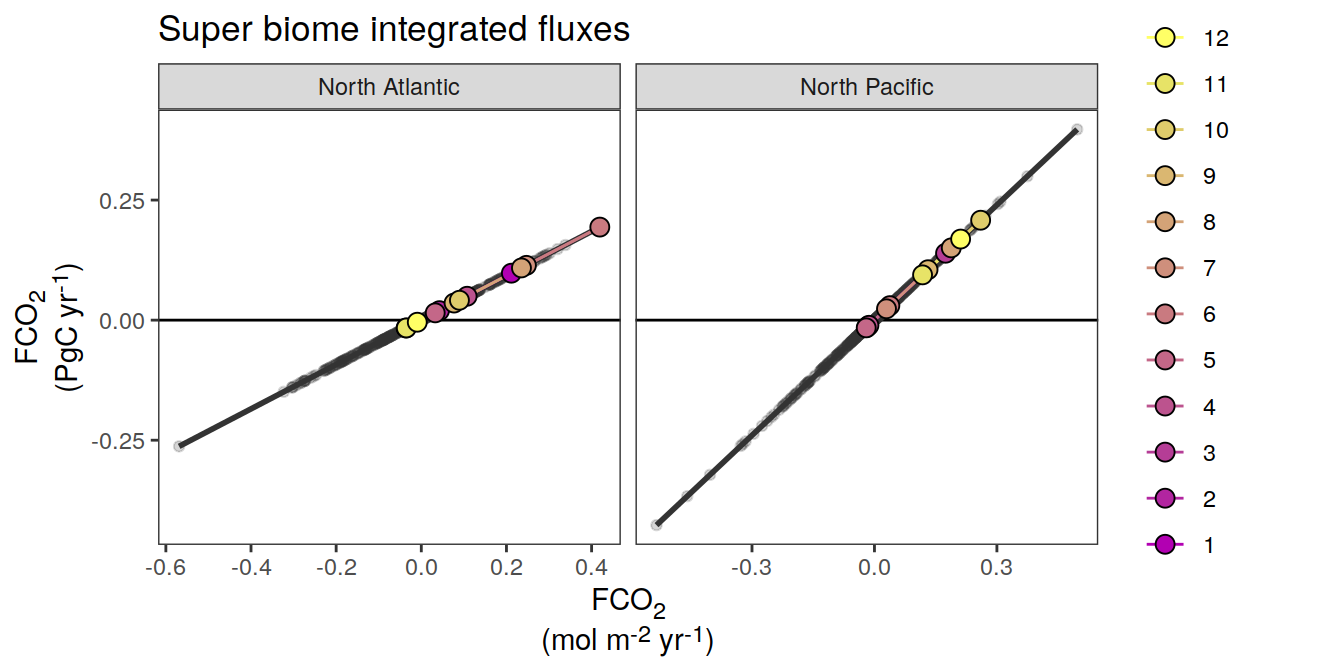 Super biome integrated fluxes
North Atlantic
North Pacific
FCO₂
(PgC yr⁻¹)
0.25
0.00
-0.25
-0.6 -0.4 -0.2 0.0 0.2 0.4
-0.3 0.0 0.3
FCO₂
(mol m⁻² yr⁻¹)
12
11
10
9
8
7
6
5
4
3
2
1